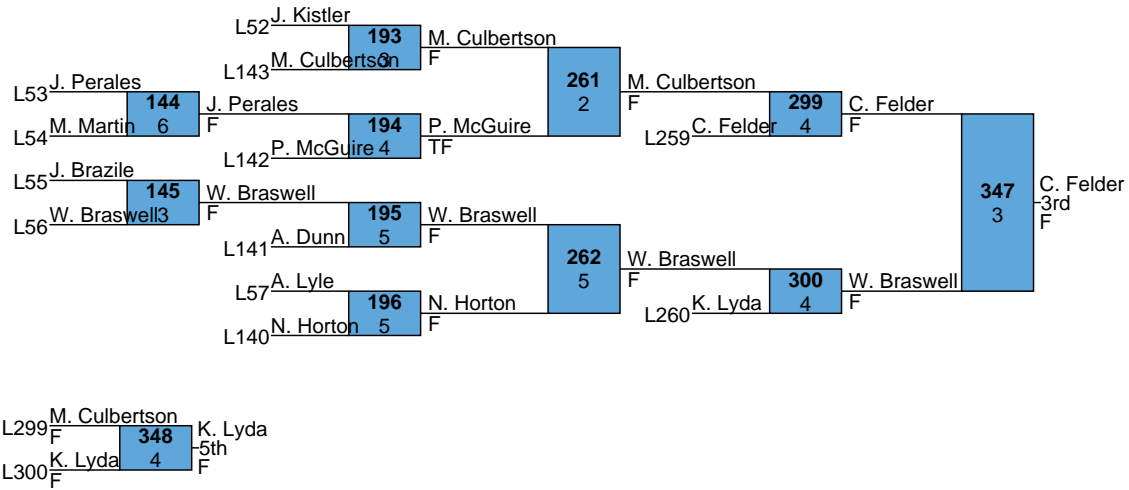 J. Kistler
L52
193
3
M. Culbertson
F
L143
M. Culbertson
J. Perales
L53
144
6
J. Perales
F
L54
M. Martin
194
4
P. McGuire
TF
L142
P. McGuire
261
2
M. Culbertson
F
299
4
C. Felder
F
L259
C. Felder
J. Brazile
L55
145
3
W. Braswell
F
L56
W. Braswell
195
5
W. Braswell
F
L141
A. Dunn
A. Lyle
L57
196
5
N. Horton
F
L140
N. Horton
262
5
W. Braswell
F
300
4
W. Braswell
F
L260
K. Lyda
347
3
C. Felder
3rd
F
M. Culbertson
L299
F
348
4
K. Lyda
5th
F
K. Lyda
L300
F